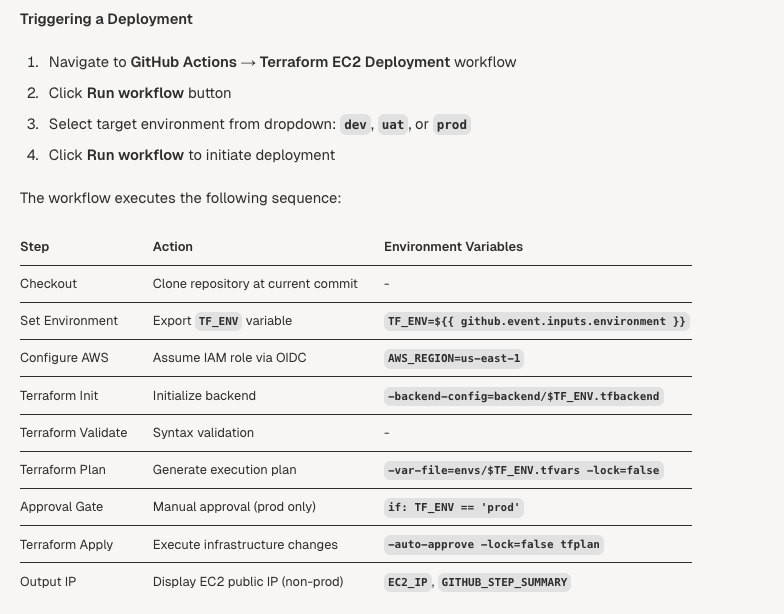 Triggering a Deployment
1. Navigate to GitHub Actions → Terraform EC2 Deployment workflow
2. Click Run workflow button
3. Select target environment from dropdown: dev, uat, or prod
4. Click Run workflow to initiate deployment
The workflow executes the following sequence:
Step Action Environment Variables
Checkout Clone repository at current commit -
Set Environment Export TF_ENV variable TF_ENV=${{ github.event.inputs.environment }}
Configure AWS Assume IAM role via OIDC AWS_REGION=us-east-1
Terraform Init Initialize backend -backend-config=backend/$TF_ENV.tfbackend
Terraform Validate Syntax validation -
Terraform Plan Generate execution plan -var-file=envs/$TF_ENV.tfvars -lock=false
Approval Gate Manual approval (prod only) if: TF_ENV == 'prod'
Terraform Apply Execute infrastructure changes -auto-approve -lock=false tfplan
Output IP Display EC2 public IP (non-prod) EC2_IP, GITHUB_STEP_SUMMARY